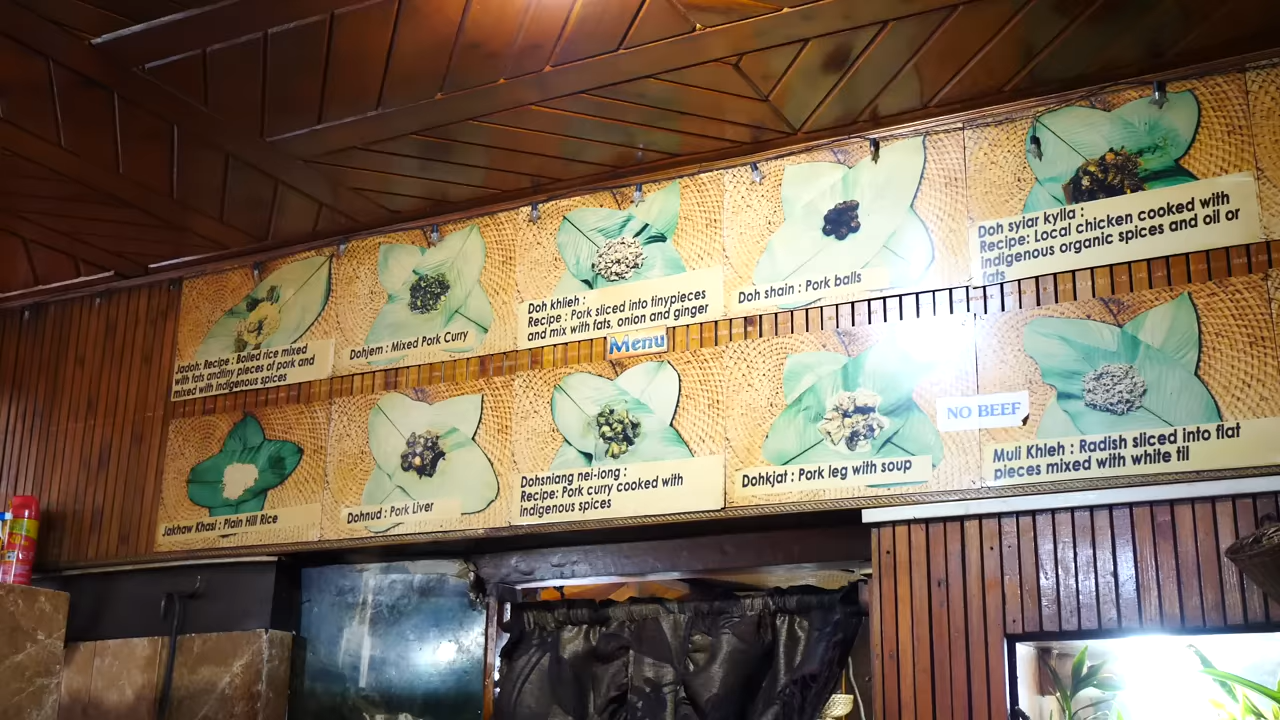 Jadoh: Recipe : Boiled rice mixed
with fats andtiny pieces of pork and
mixed with indigenous spices
Dohjem : Mixed Pork Curry
Doh Khlieh :
Recipe : Pork sliced into tinypieces
and mix with fats, onion and ginger
Doh shain : Pork balls
Doh syiar kylla :
Recipe: Local chicken cooked with
indigenous organic spices and oil or
fats
Menu
Jakhaw Khasi : Plain Hill Rice
Dohnud : Pork Liver
Dohsniang nei-iong :
Recipe: Pork curry cooked with
indigenous spices
Dohkjat : Pork leg with soup
NO BEEF
Muli Khleh : Radish sliced into flat
pieces mixed with white til